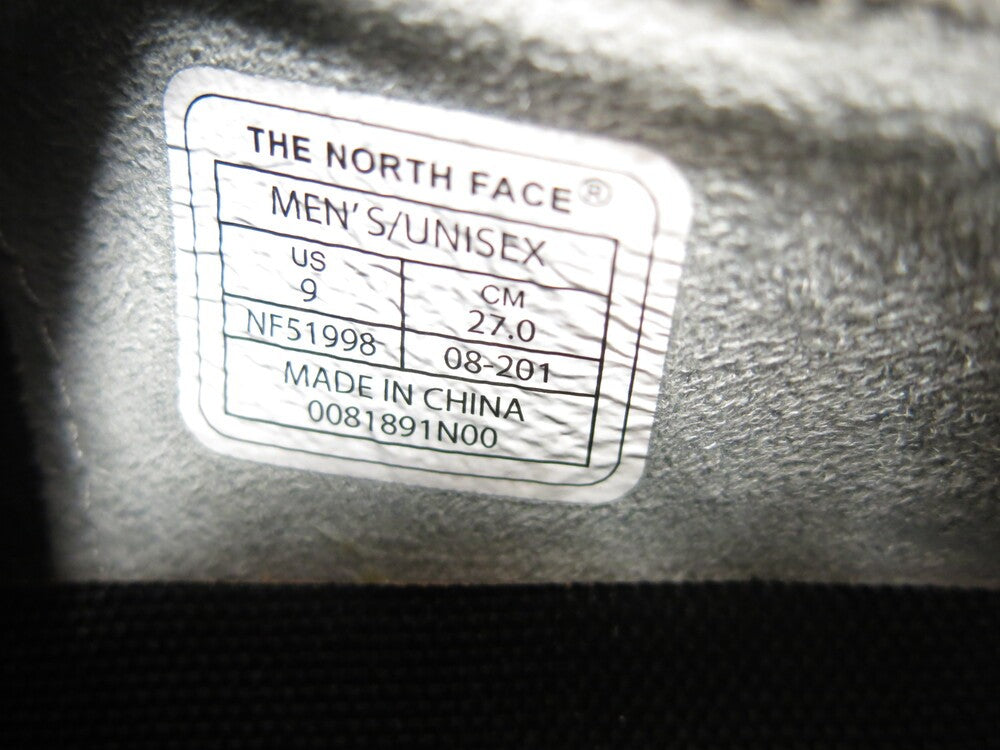 THE NORTH FACE®
MEN'S/UNISEX
US
9
CM
27.0
NF51998
08-201
MADE IN CHINA
0081891N00